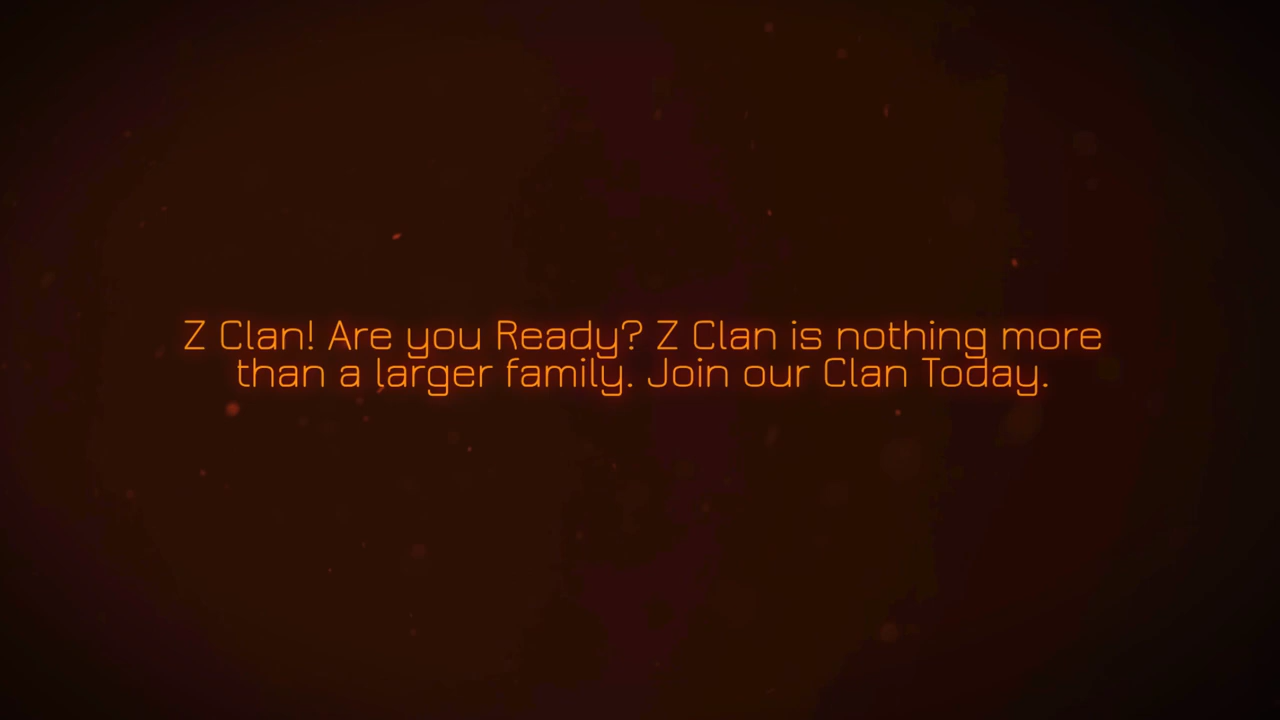 Z Clan! Are you Ready? Z Clan is nothing more
than a larger family. Join our Clan Today.